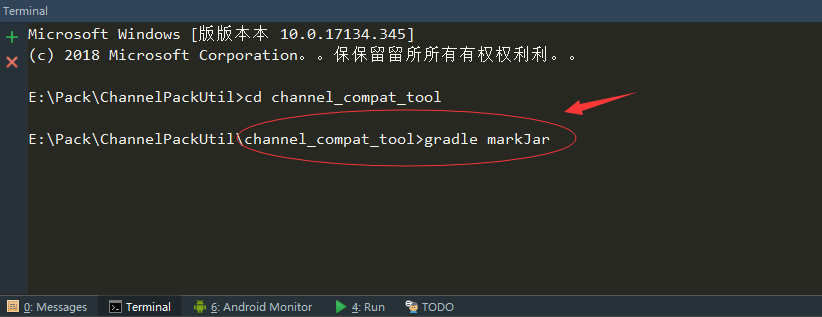 Terminal
Microsoft Windows [版版本本 10.0.17134.345]
(c) 2018 Microsoft Corporation。。保保留留所所有有权权利利。。
E:\Pack\ChannelPackUtil>cd channel_compat_tool
E:\Pack\ChannelPackUtil\channel_compat_tool>gradle markJar
0: Messages
Terminal
6: Android Monitor
4: Run
TODO